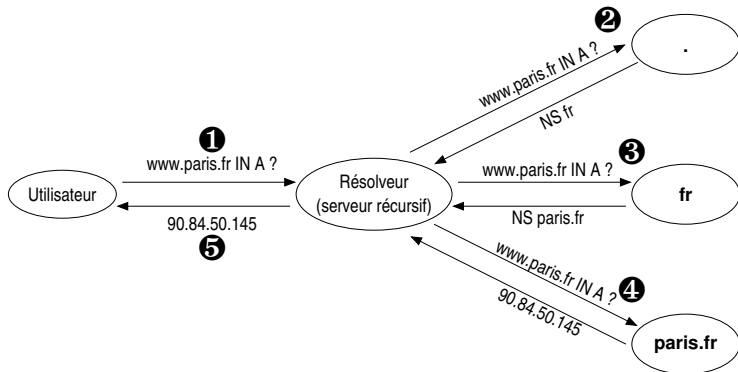 ❷
.
www.paris.fr IN A ?
NS fr
❶
www.paris.fr IN A ?
❸
www.paris.fr IN A ?
Utilisateur
Résolveur
(serveur récursif)
fr
NS paris.fr
90.84.50.145
❺
www.paris.fr IN A ?
❹
90.84.50.145
paris.fr